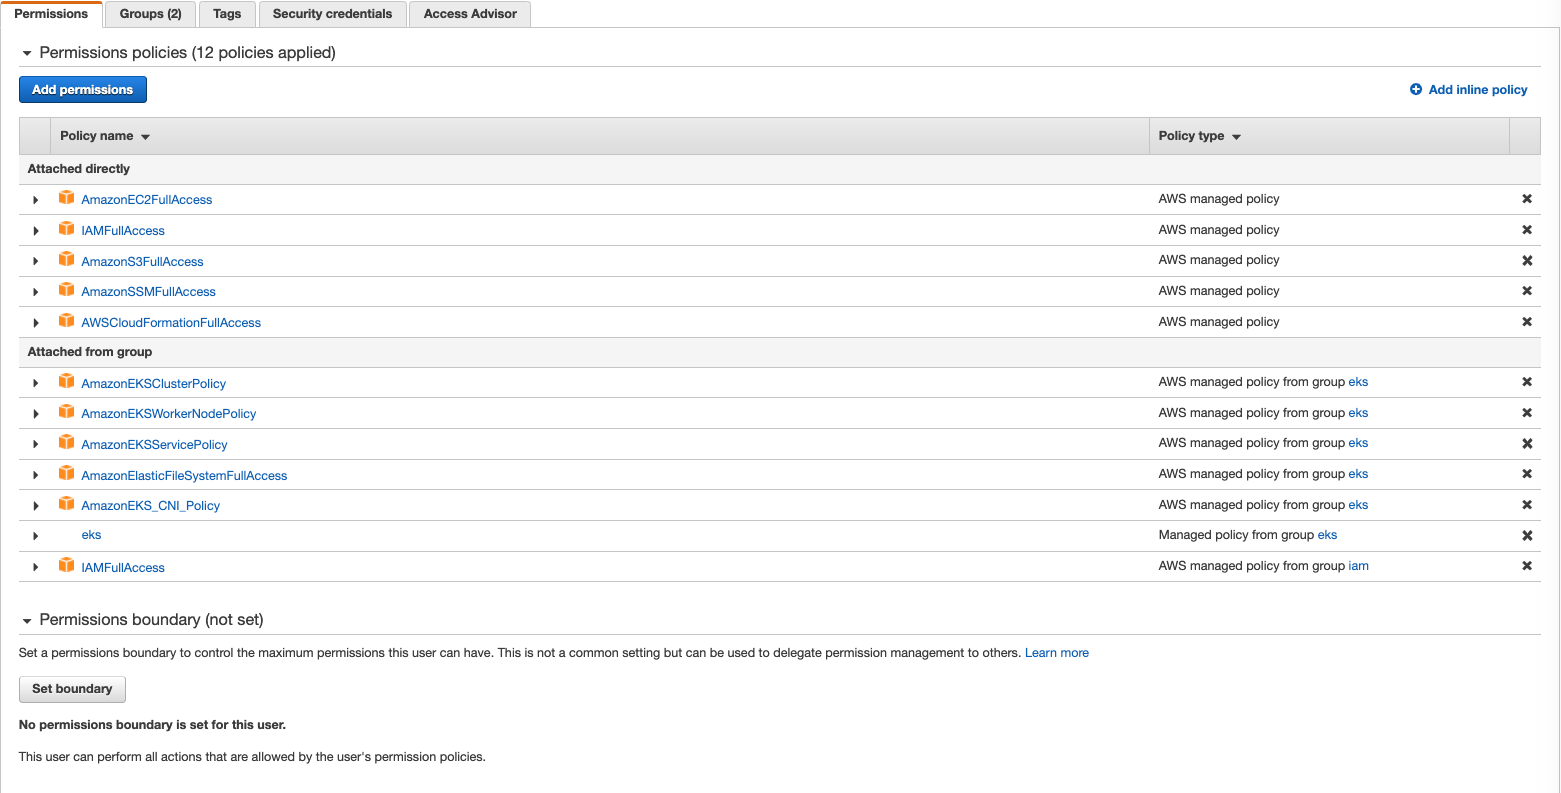 Permissions Groups (2) Tags Security credentials Access Advisor
Permissions policies (12 policies applied)
Add permissions Add inline policy
Policy name Policy type
Attached directly
AmazonEC2FullAccess AWS managed policy
IAMFullAccess AWS managed policy
AmazonS3FullAccess AWS managed policy
AmazonSSMFullAccess AWS managed policy
AWSCloudFormationFullAccess AWS managed policy
Attached from group
AmazonEKSClusterPolicy AWS managed policy from group eks
AmazonEKSWorkerNodePolicy AWS managed policy from group eks
AmazonEKSServicePolicy AWS managed policy from group eks
AmazonElasticFileSystemFullAccess AWS managed policy from group eks
AmazonEKS_CNI_Policy AWS managed policy from group eks
eks Managed policy from group eks
IAMFullAccess AWS managed policy from group iam
Permissions boundary (not set)
Set a permissions boundary to control the maximum permissions this user can have. This is not a common setting but can be used to delegate permission management to others. Learn more
Set boundary
No permissions boundary is set for this user.
This user can perform all actions that are allowed by the user's permission policies.